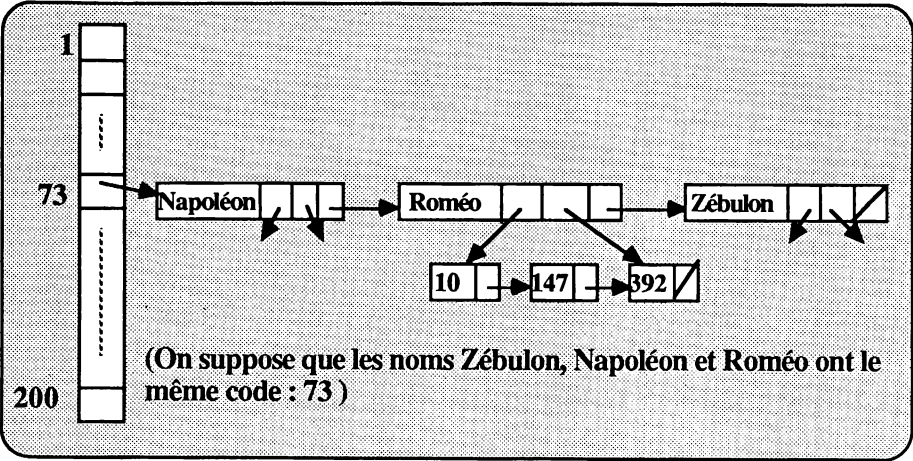 1
73
Napoléon Roméo Zébulon
10 147 392
(On suppose que les noms Zébulon, Napoléon et Roméo ont le
même code : 73 )
200